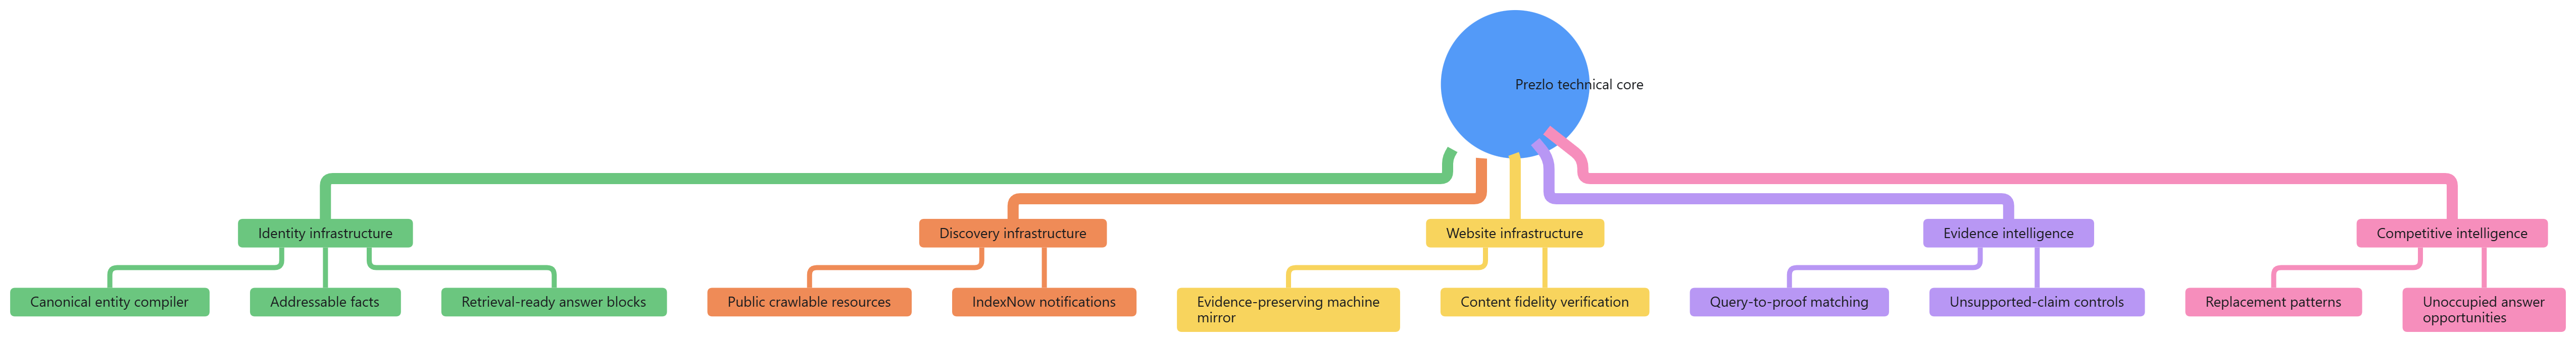 Prezlo technical core
Identity infrastructure
Discovery infrastructure
Website infrastructure
Evidence intelligence
Competitive intelligence
Canonical entity compiler
Addressable facts
Retrieval-ready answer blocks
Public crawlable resources
IndexNow notifications
Evidence-preserving machine
mirror
Content fidelity verification
Query-to-proof matching
Unsupported-claim controls
Replacement patterns
Unoccupied answer
opportunities